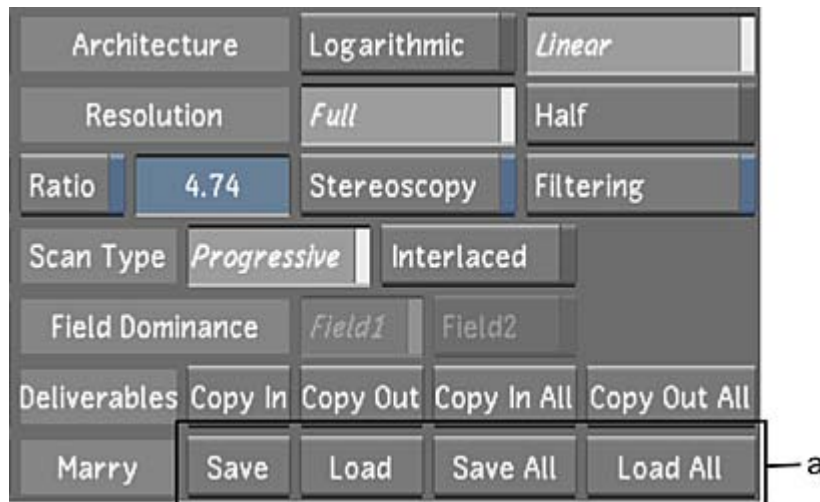 Architecture Logarithmic Linear
Resolution Full Half
Ratio 4.74 Stereoscopy Filtering
Scan Type Progressive Interlaced
Field Dominance Field1 Field2
Deliverables Copy In Copy Out Copy In All Copy Out All
Marry Save Load Save All Load All a